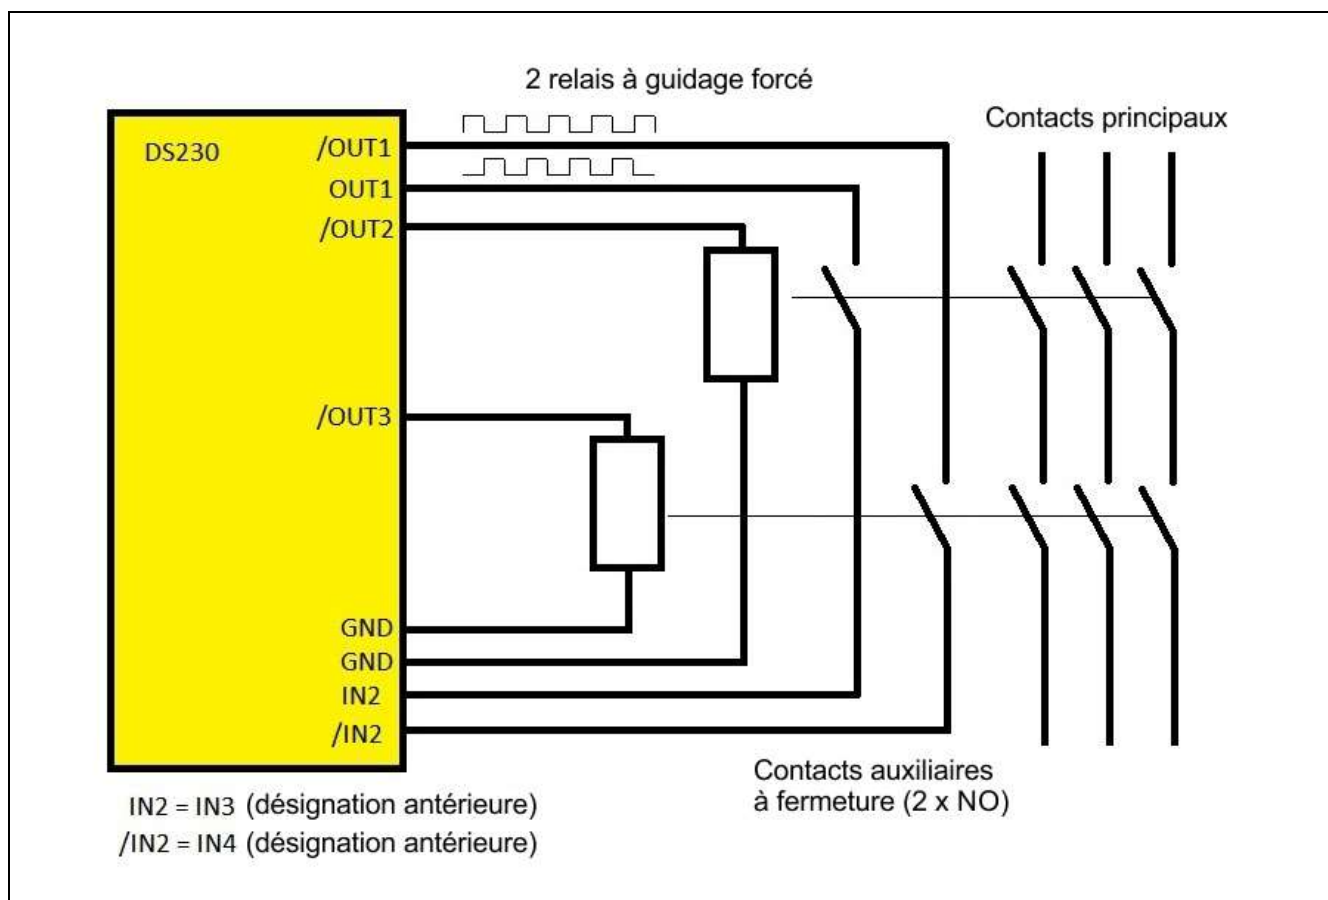 2 relais à guidage forcé
Contacts principaux
DS230
/OUT1
OUT1
/OUT2
/OUT3
GND
GND
IN2
/IN2
Contacts auxiliaires
à fermeture (2 x NO)
IN2 = IN3 (désignation antérieure)
/IN2 = IN4 (désignation antérieure)